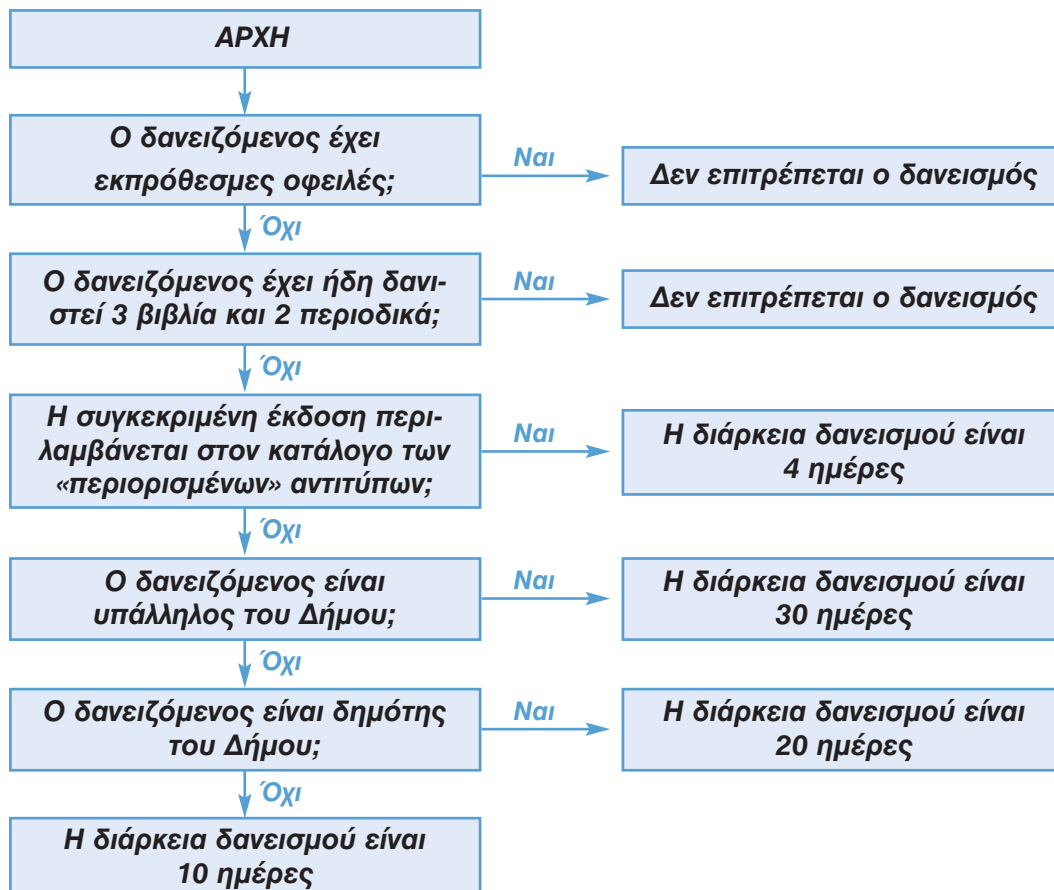 ΑΡΧΗ
Ο δανειζόμενος έχει
εκπρόθεσμες οφειλές;
Ναι
Δεν επιτρέπεται ο δανεισμός
Όχι
Ο δανειζόμενος έχει ήδη δανι-
στεί 3 βιβλία και 2 περιοδικά;
Ναι
Δεν επιτρέπεται ο δανεισμός
Όχι
Η συγκεκριμένη έκδοση περι-
λαμβάνεται στον κατάλογο των
«περιορισμένων» αντιτύπων;
Ναι
Η διάρκεια δανεισμού είναι
4 ημέρες
Όχι
Ο δανειζόμενος είναι
υπάλληλος του Δήμου;
Ναι
Η διάρκεια δανεισμού είναι
30 ημέρες
Όχι
Ο δανειζόμενος είναι δημότης
του Δήμου;
Ναι
Η διάρκεια δανεισμού είναι
20 ημέρες
Όχι
Η διάρκεια δανεισμού είναι
10 ημέρες